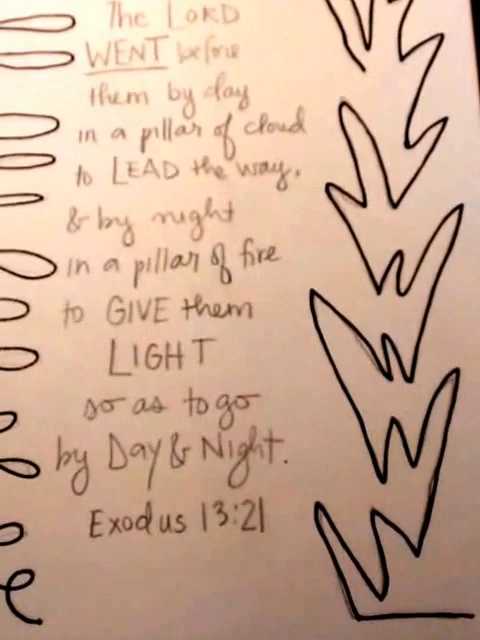 The LORD
WENT before
them by day
in a pillar of cloud
to LEAD the way,
& by night
in a pillar of fire
to GIVE them
LIGHT
so as to go
by Day & Night.
Exodus 13:21